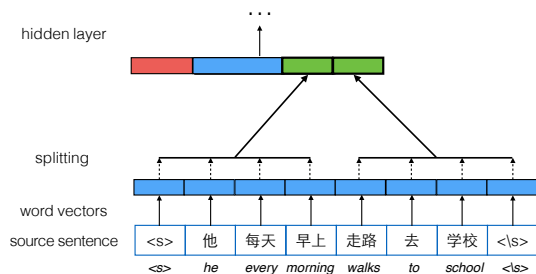 ...
hidden layer
splitting
word vectors
source sentence <s> 他 每天 早上 走路 去 学校 <\s>
<s> he every morning walks to school <\s>